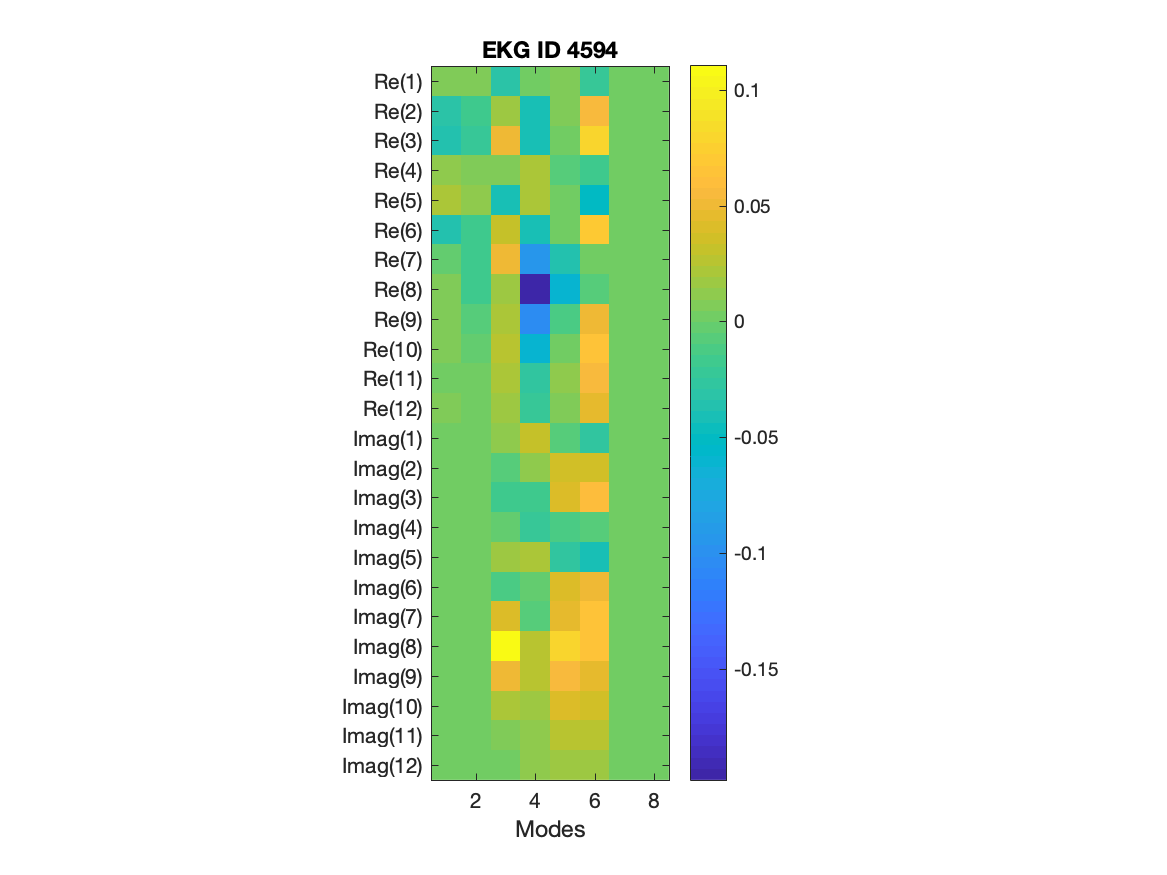 EKG ID 4594
Re(1)
Re(2)
Re(3)
Re(4)
Re(5)
Re(6)
Re(7)
Re(8)
Re(9)
Re(10)
Re(11)
Re(12)
Imag(1)
Imag(2)
Imag(3)
Imag(4)
Imag(5)
Imag(6)
Imag(7)
Imag(8)
Imag(9)
Imag(10)
Imag(11)
Imag(12)
2 4 6 8
Modes
0.1
0.05
0
-0.05
-0.1
-0.15